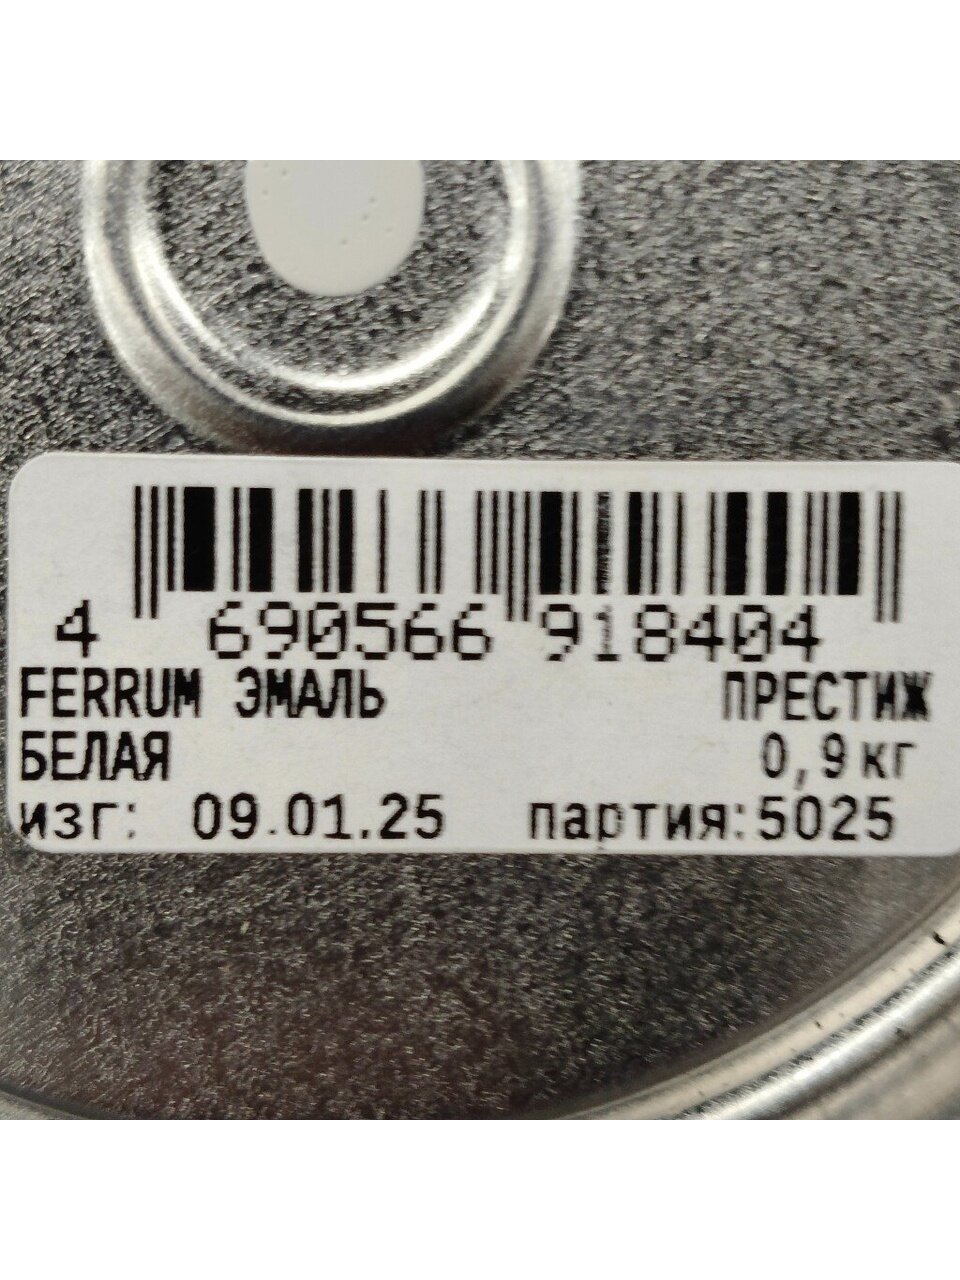 4 690566 918404
FERRUM ЭМАЛЬ ПРЕСТИЖ
БЕЛАЯ 0,9кг
изг: 09.01.25 партия:5025